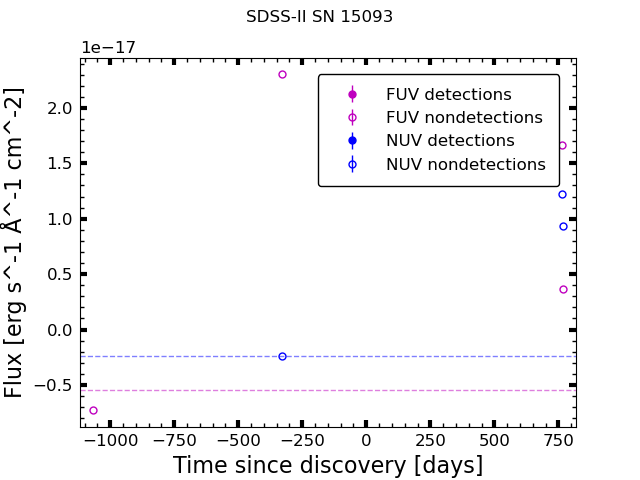 SDSS-II SN 15093
1e−17
FUV detections
FUV nondetections
NUV detections
NUV nondetections
2.0
1.5
1.0
0.5
0.0
−0.5
Flux [erg s^-1 Å^-1 cm^-2]
−1000 −750 −500 −250 0 250 500 750
Time since discovery [days]